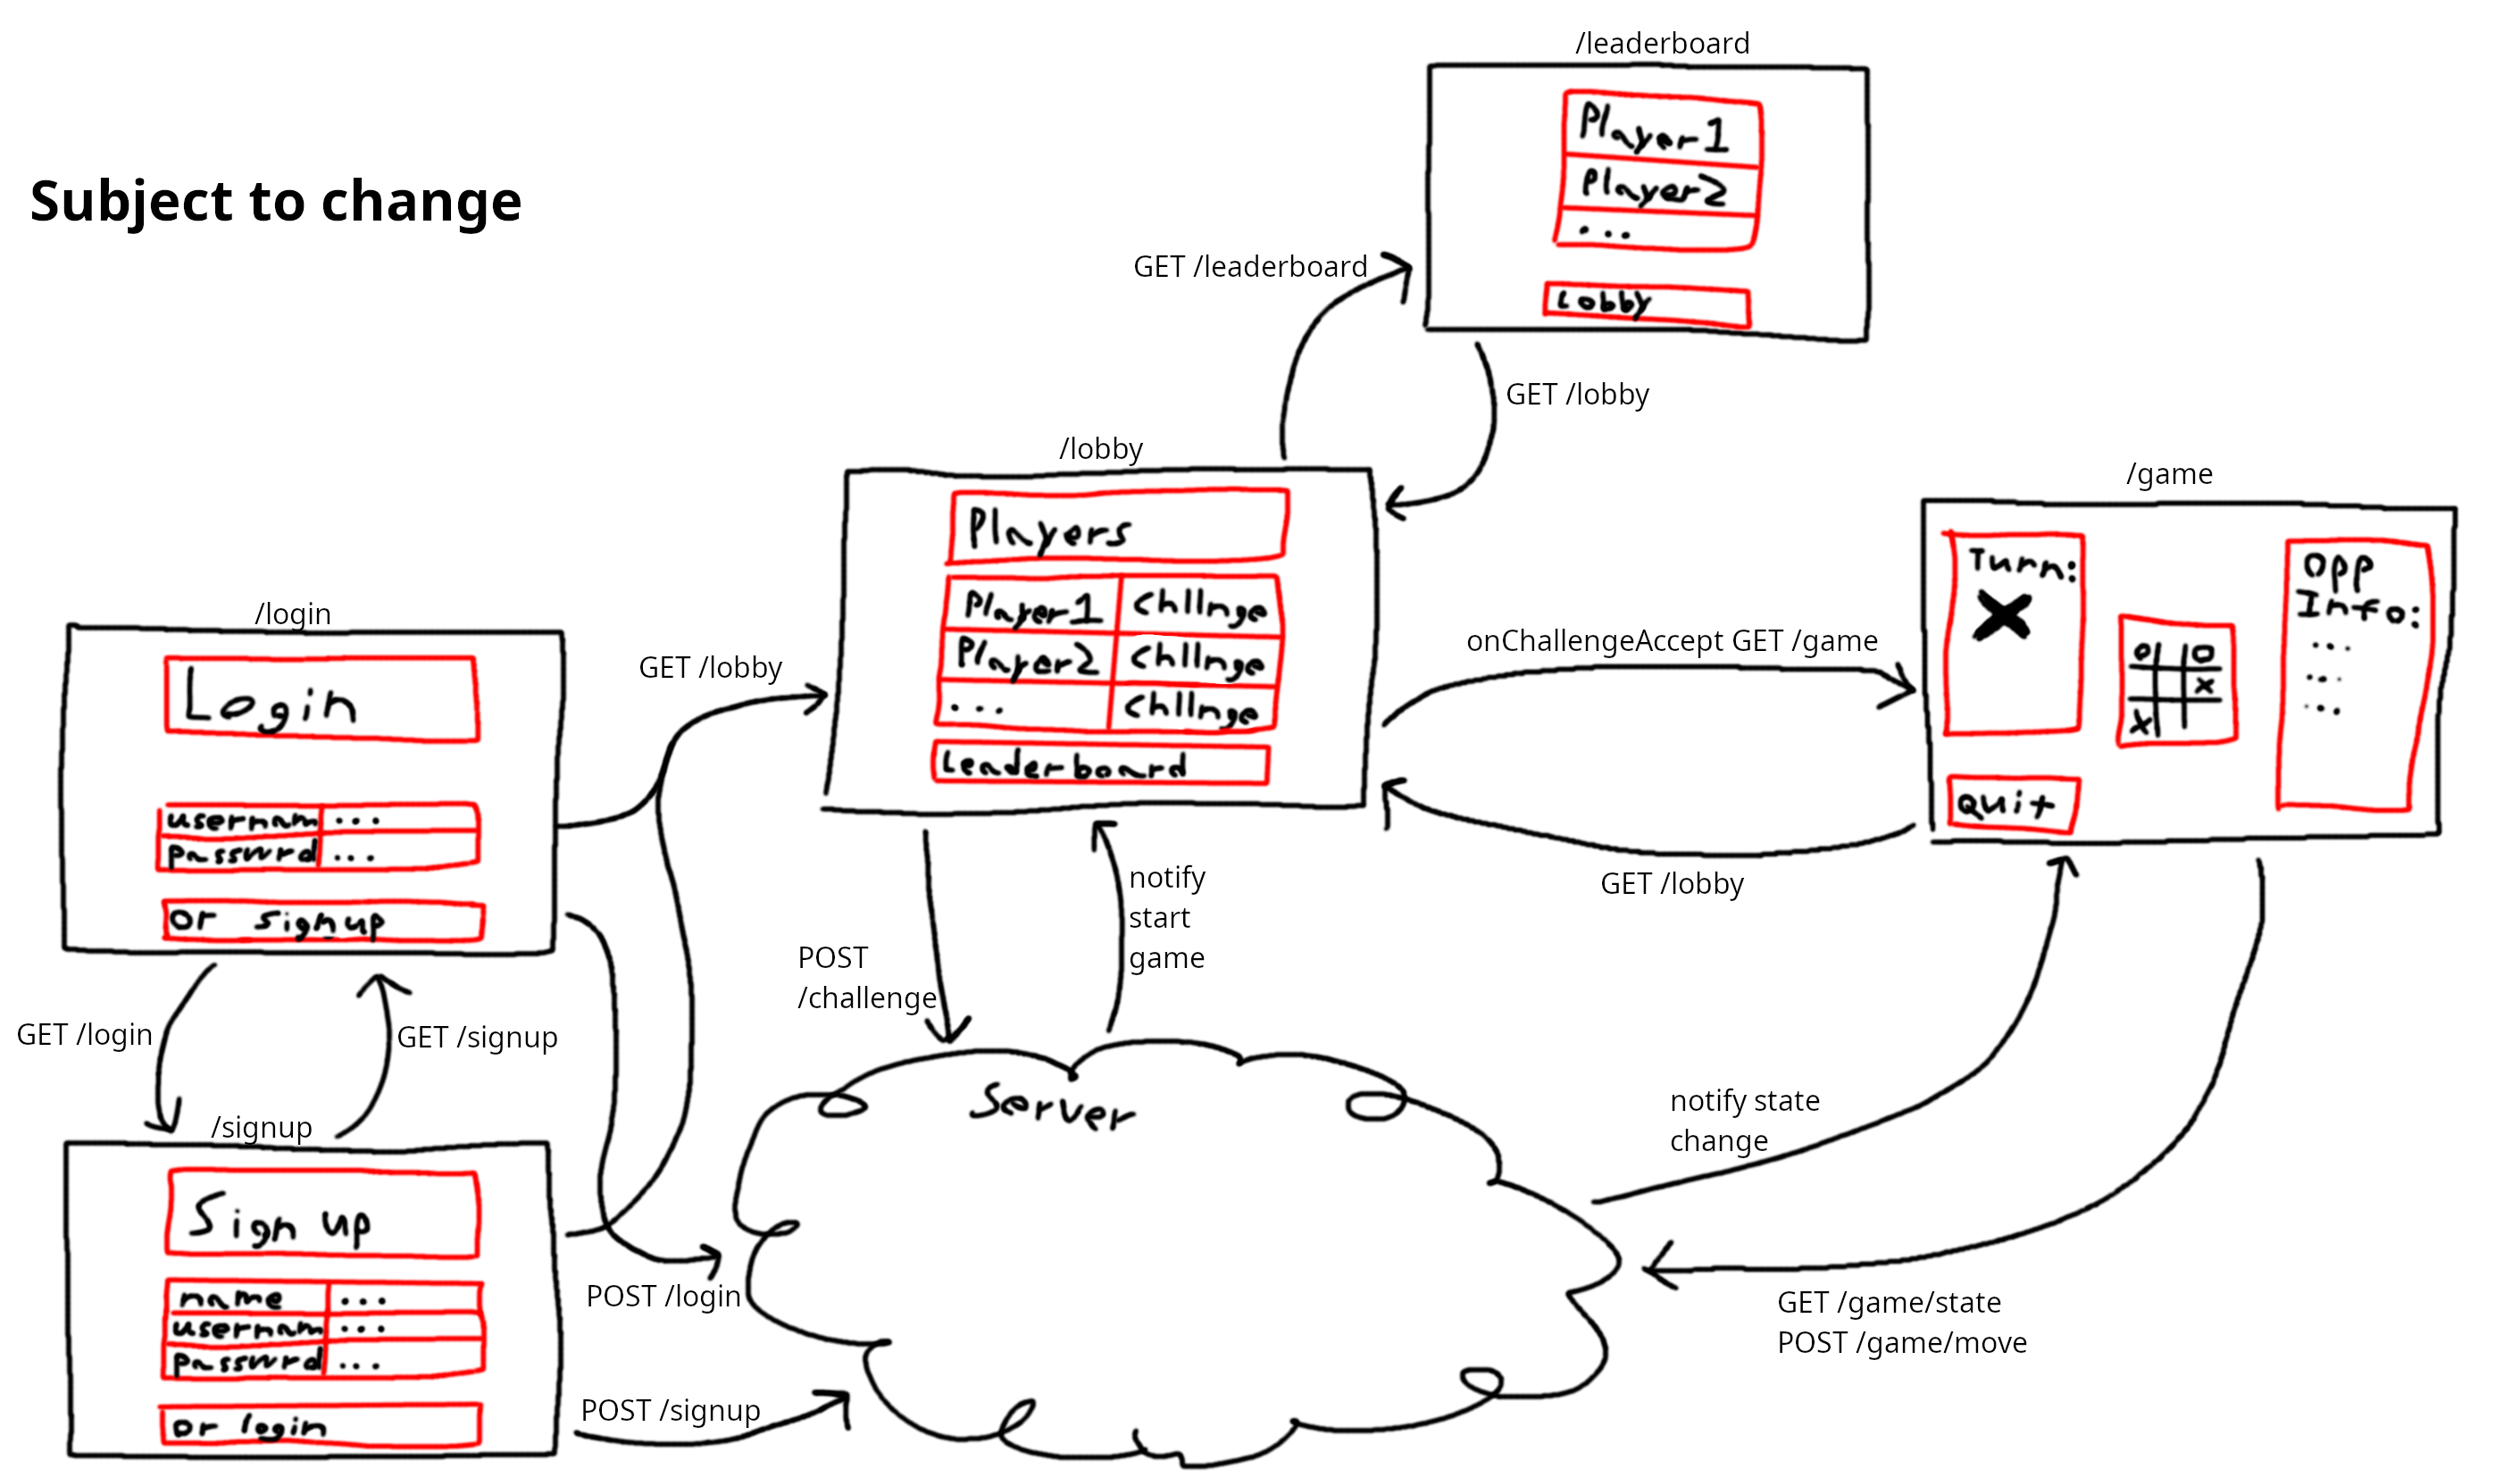 Subject to change
/leaderboard
Player1
Player2
...
Lobby
GET /leaderboard
GET /lobby
/lobby
Players
Player1 Chllnge
Player2 Chllnge
... Chllnge
Leaderboard
/game
Turn:
X
Opp
Info:
...
...
...
O O
X
X
Quit
onChallengeAccept GET /game
GET /lobby
/login
Login
usernam ...
passwrd ...
or signup
GET /lobby
GET /login
GET /signup
/signup
Sign up
name ...
usernam ...
passwrd ...
or login
POST /login
POST /signup
POST
/challenge
notify
start
game
Server
notify state
change
GET /game/state
POST /game/move